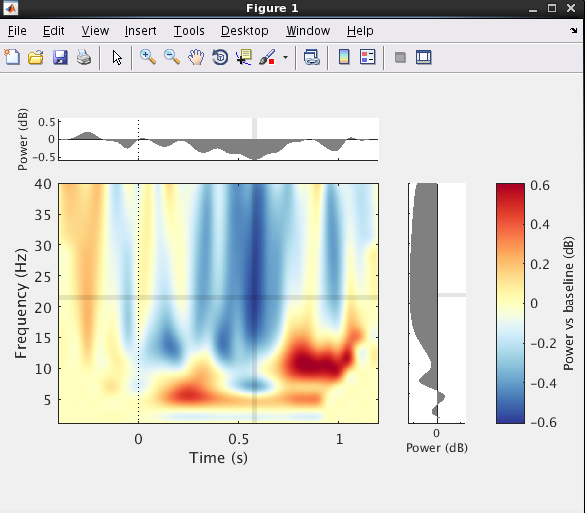 Figure 1
File Edit View Insert Tools Desktop Window Help
Power (dB)
0.5
0
−0.5
Frequency (Hz)
40
35
30
25
20
15
10
5
0 0.5 1
Time (s)
0
Power (dB)
0.6
0.4
0.2
0
−0.2
−0.4
−0.6
Power vs baseline (dB)